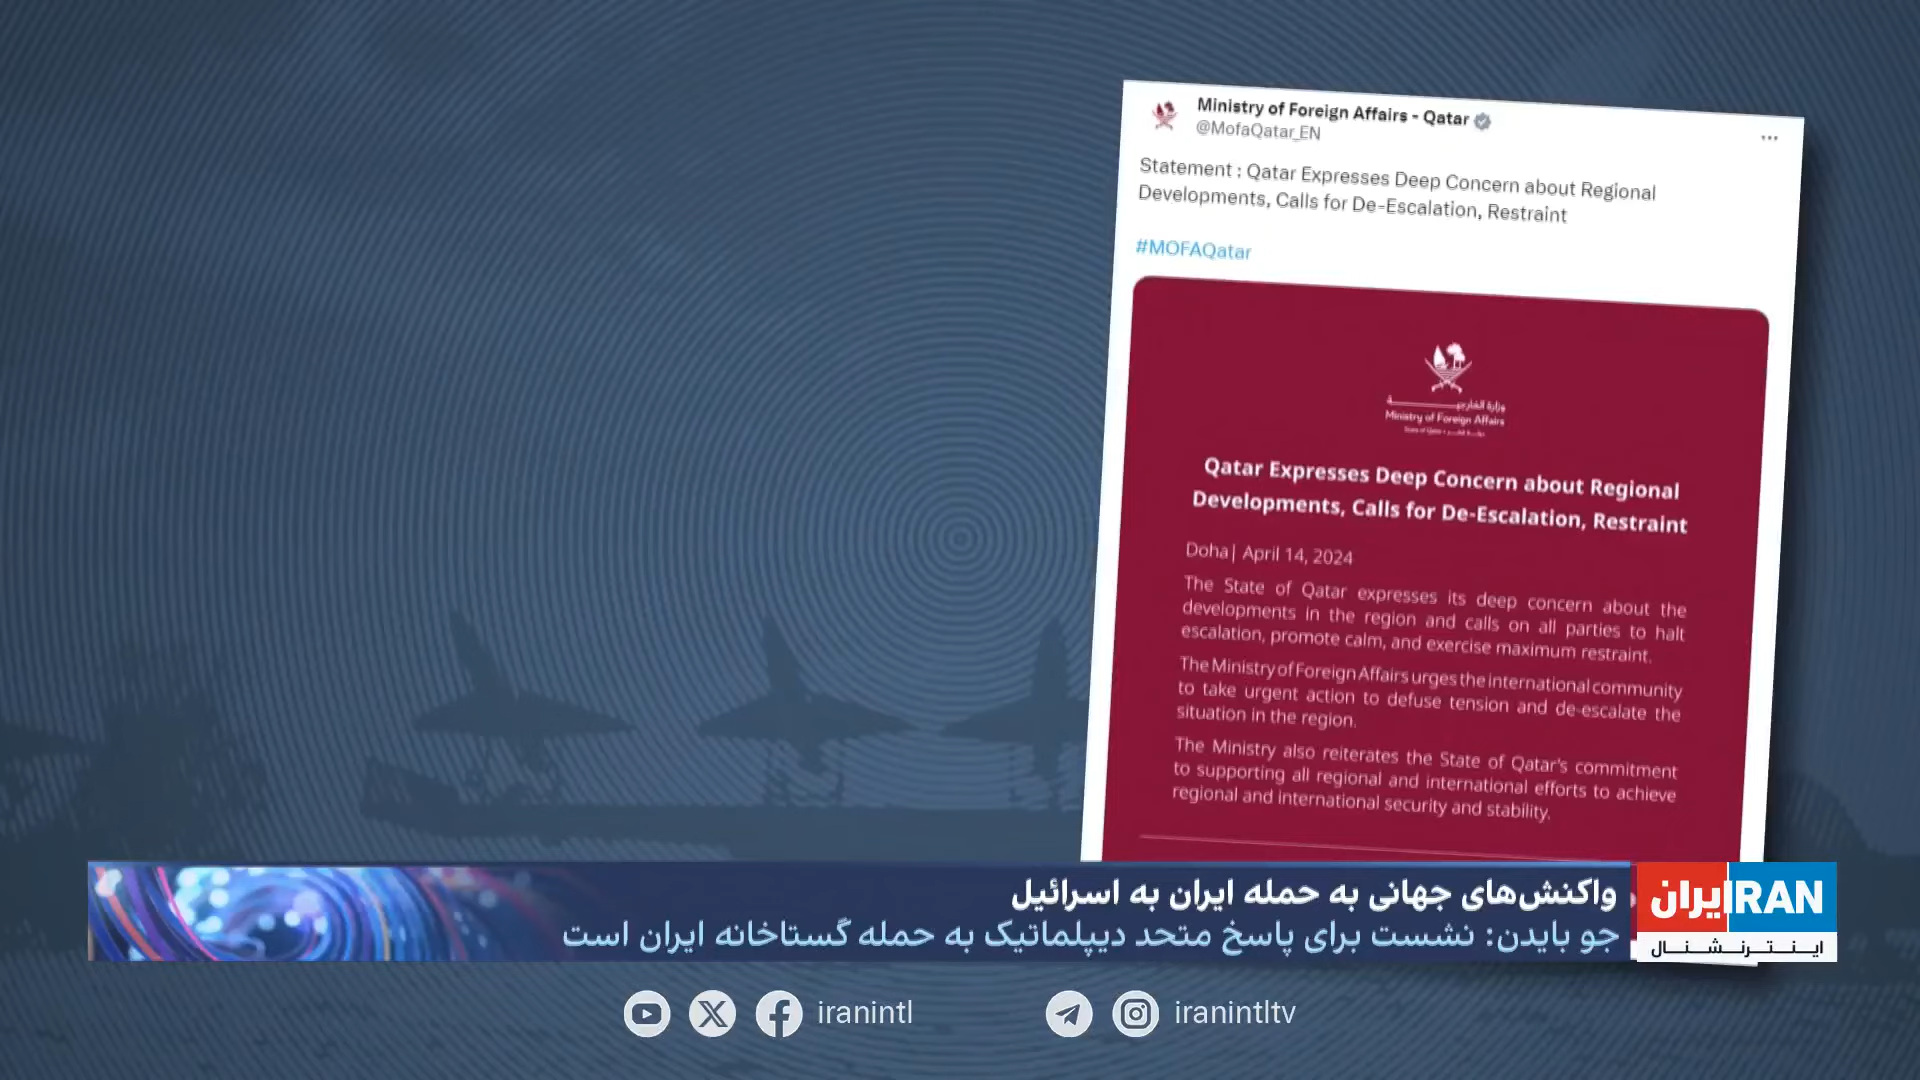 Ministry of Foreign Affairs - Qatar
@MofaQatar_EN
Statement : Qatar Expresses Deep Concern about Regional
Developments, Calls for De-Escalation, Restraint
#MOFAQatar
وزارة الخارجيـــــــة
Ministry of Foreign Affairs
State of Qatar
Qatar Expresses Deep Concern about Regional
Developments, Calls for De-Escalation, Restraint
Doha| April 14, 2024
The State of Qatar expresses its deep concern about the
developments in the region and calls on all parties to halt
escalation, promote calm, and exercise maximum restraint.
The Ministry of Foreign Affairs urges the international community
to take urgent action to defuse tension and de-escalate the
situation in the region.
The Ministry also reiterates the State of Qatar's commitment
to supporting all regional and international efforts to achieve
regional and international security and stability.
واکنش‌های جهانی به حمله ایران به اسرائیل
جو بایدن: نشست برای پاسخ متحد دیپلماتیک به حمله گستاخانه ایران است
ایران IRAN
اینترنشنال
iranintl
iranintltv